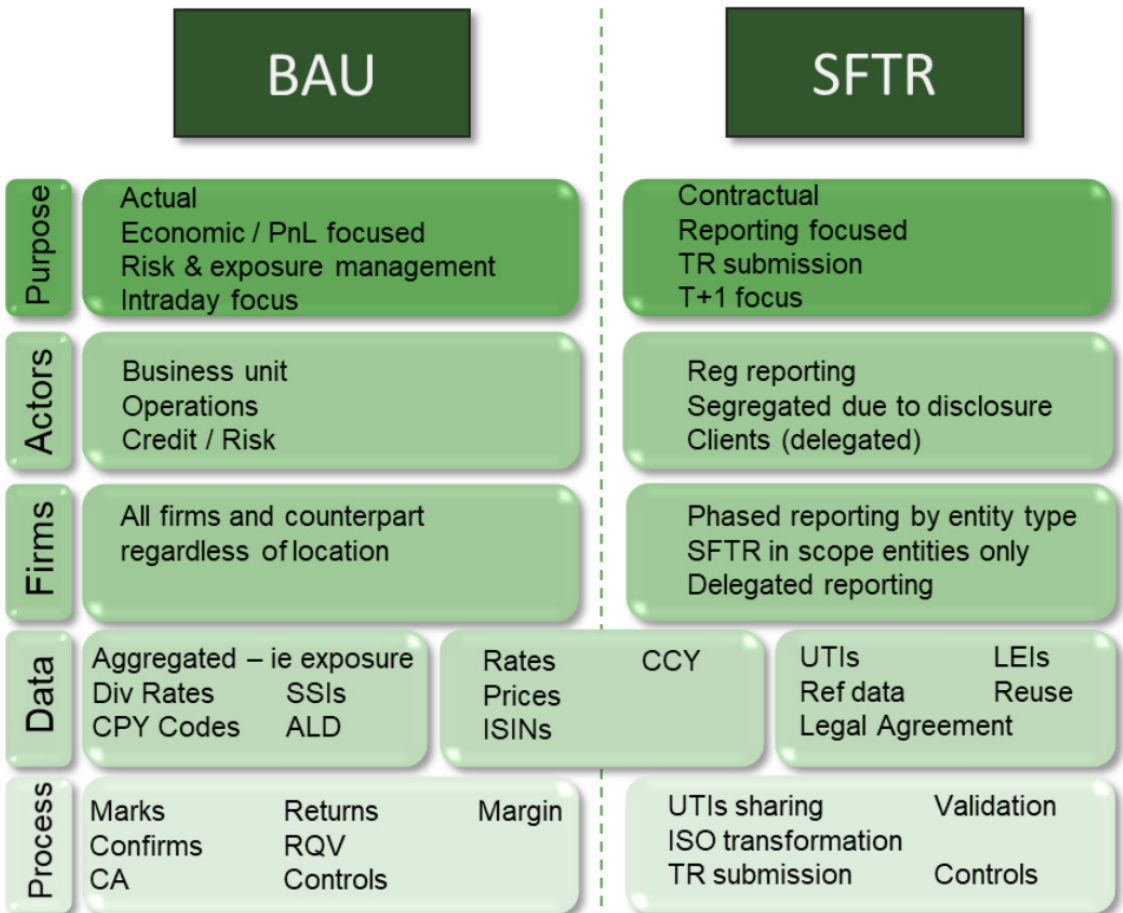 BAU
SFTR
Purpose
Actual
Economic / PnL focused
Risk & exposure management
Intraday focus
Contractual
Reporting focused
TR submission
T+1 focus
Actors
Business unit
Operations
Credit / Risk
Reg reporting
Segregated due to disclosure
Clients (delegated)
Firms
All firms and counterpart
regardless of location
Phased reporting by entity type
SFTR in scope entities only
Delegated reporting
Data
Aggregated – ie exposure
Div Rates SSIs
CPY Codes ALD
Rates CCY
Prices
ISINs
UTIs LEIs
Ref data Reuse
Legal Agreement
Process
Marks Returns Margin
Confirms RQV
CA Controls
UTIs sharing Validation
ISO transformation
TR submission Controls